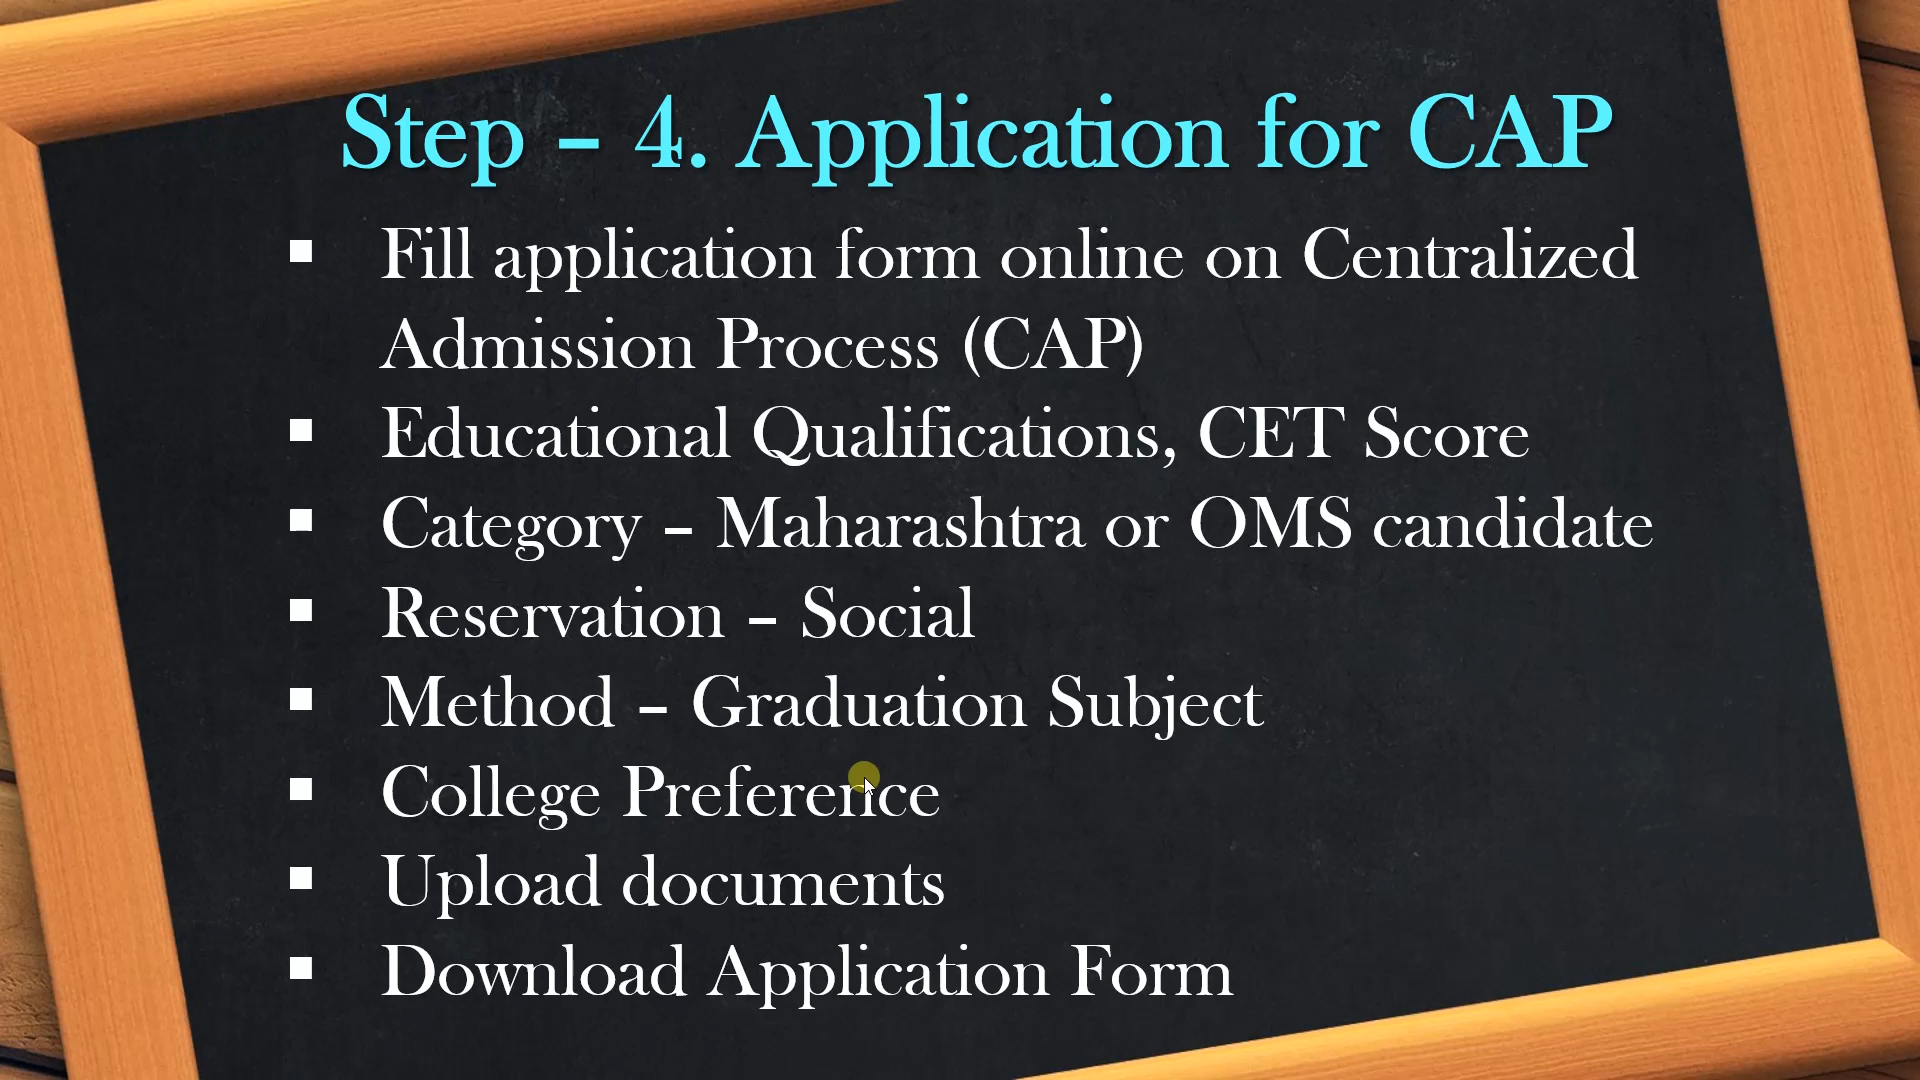 Step – 4. Application for CAP
▪ Fill application form online on Centralized
Admission Process (CAP)
▪ Educational Qualifications, CET Score
▪ Category – Maharashtra or OMS candidate
▪ Reservation – Social
▪ Method – Graduation Subject
▪ College Preference
▪ Upload documents
▪ Download Application Form